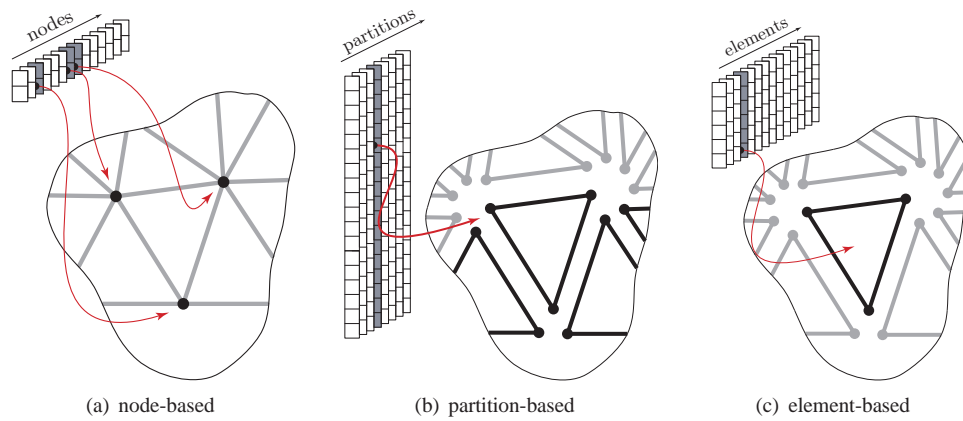 nodes
partitions
elements
(a) node-based
(b) partition-based
(c) element-based